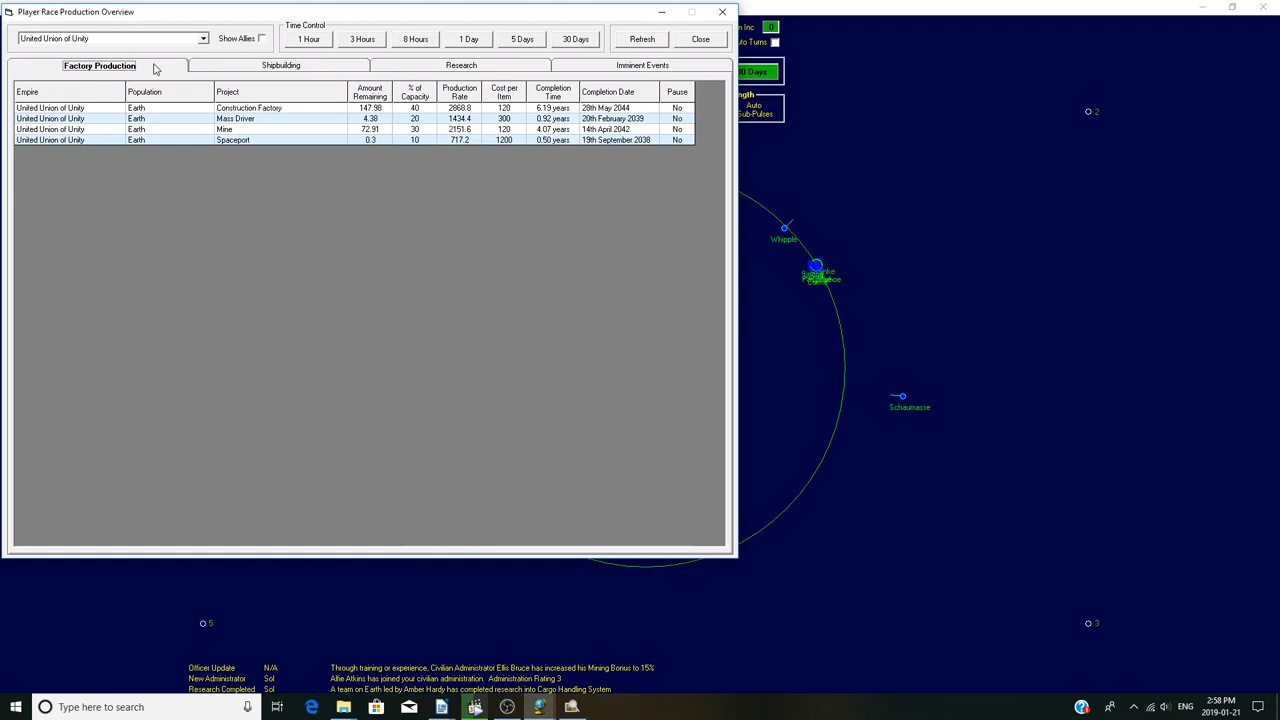 Player Race Production Overview
United Union of Unity
Show Allies
Time Control
1 Hour
3 Hours
8 Hours
1 Day
5 Days
30 Days
Refresh
Close
Factory Production
Shipbuilding
Research
Imminent Events
Empire Population Project Amount Remaining % of Capacity Production Rate Cost per Item Completion Time Completion Date Pause
United Union of Unity Earth Construction Factory 147.98 40 2868.8 120 6.19 years 28th May 2044 No
United Union of Unity Earth Mass Driver 4.38 20 1434.4 300 0.92 years 20th February 2039 No
United Union of Unity Earth Mine 72.91 30 2151.6 120 4.07 years 14th April 2042 No
United Union of Unity Earth Spaceport 0.3 10 717.2 1200 0.50 years 19th September 2038 No
Inc 0
uto Turns
30 Days
ngth
Auto
Sub-Pulses
2
Whipple
Schaumasse
5
3
Officer Update N/A Through training or experience, Civilian Administrator Ellis Bruce has increased his Mining Bonus to 15%
New Administrator Sol Alfie Atkins has joined your civilian administration. Administration Rating 3
Research Completed Sol A team on Earth led by Amber Hardy has completed research into Cargo Handling System
Type here to search
ENG
2:58 PM
2019-01-21